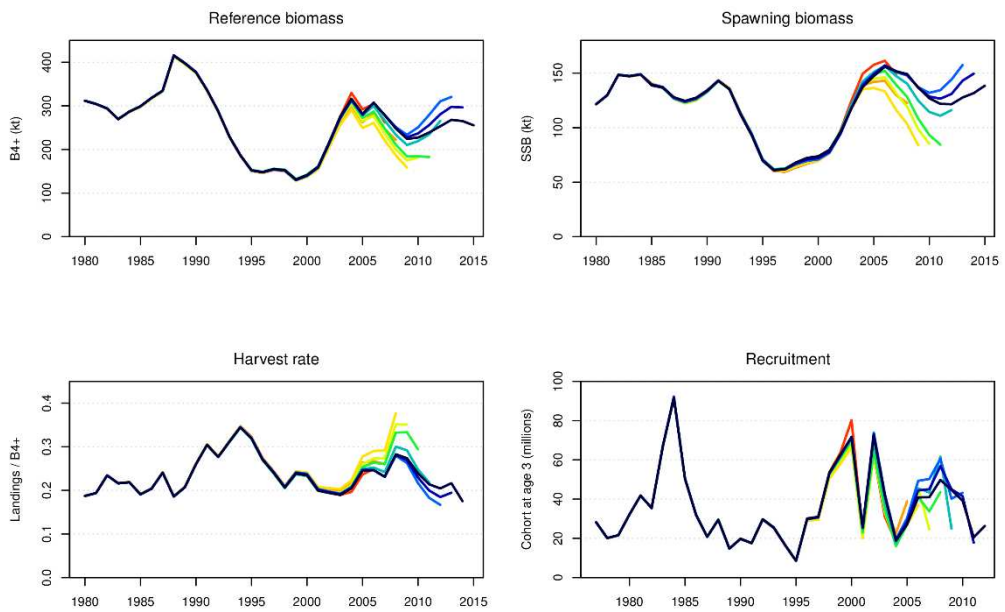 Reference biomass
B4+ (kt)
400
300
200
100
0
1980 1985 1990 1995 2000 2005 2010 2015
Spawning biomass
SSB (kt)
150
100
50
0
1980 1985 1990 1995 2000 2005 2010 2015
Harvest rate
Landings / B4+
0.4
0.3
0.2
0.1
0.0
1980 1985 1990 1995 2000 2005 2010 2015
Recruitment
Cohort at age 3 (millions)
100
80
60
40
20
0
1980 1985 1990 1995 2000 2005 2010